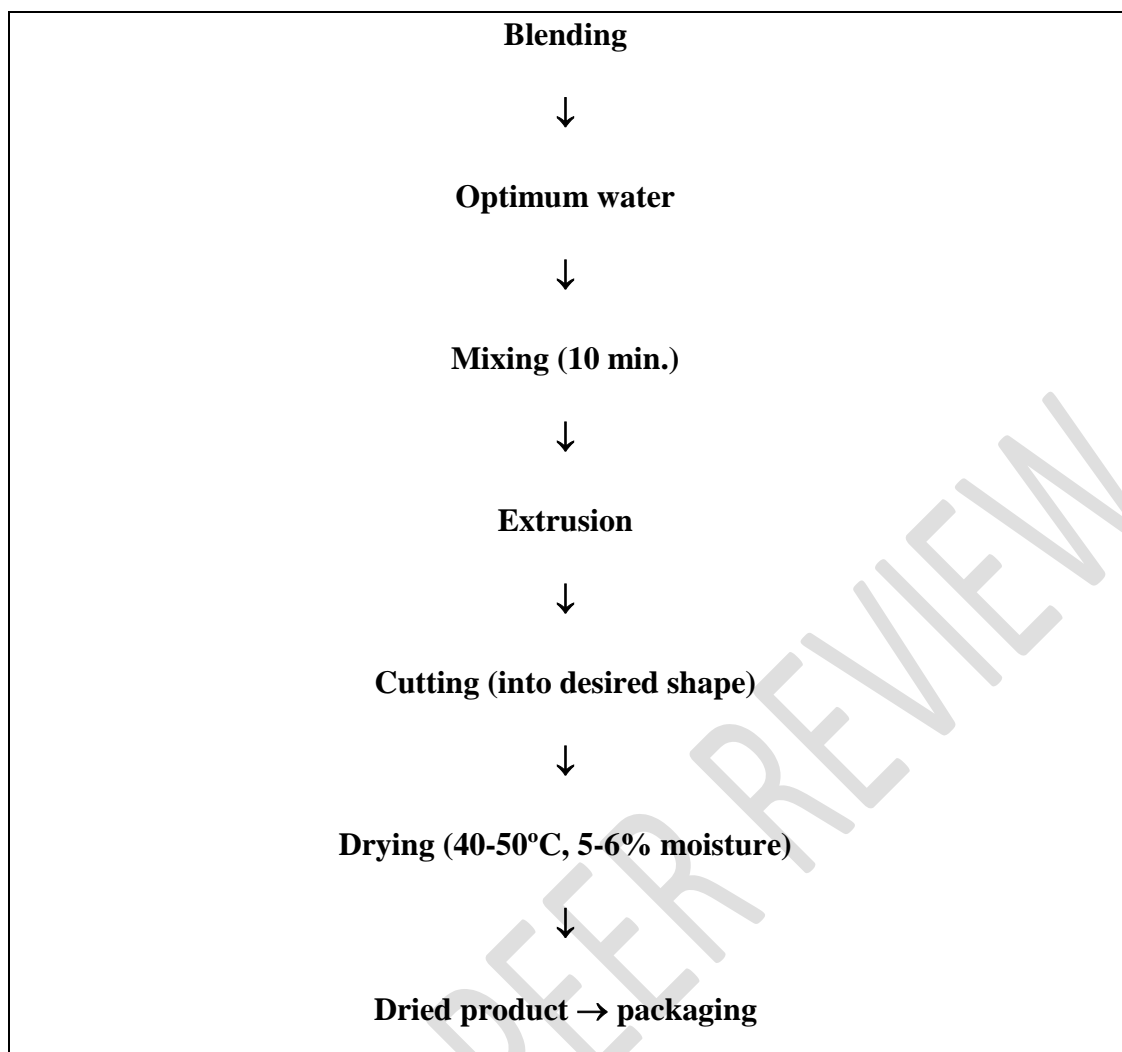 Blending
↓
Optimum water
↓
Mixing (10 min.)
↓
Extrusion
↓
Cutting (into desired shape)
↓
Drying (40-50ºC, 5-6% moisture)
↓
Dried product → packaging
PEER REVIEW